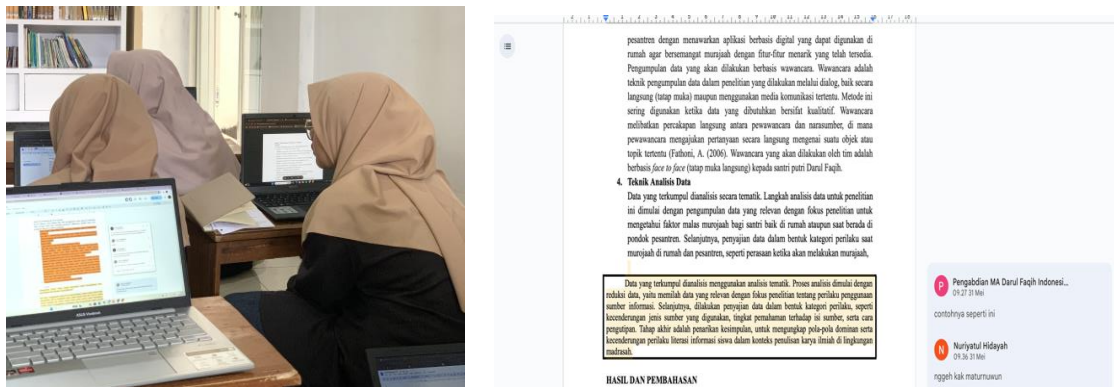 pesantren dengan menawarkan aplikasi berbasis digital yang dapat digunakan di
rumah agar bersemangat murajaah dengan fitur-fitur menarik yang telah tersedia.
Pengumpulan data yang akan dilakukan berbasis wawancara. Wawancara adalah
teknik pengumpulan data dalam penelitian yang dilakukan melalui dialog, baik secara
langsung (tatap muka) maupun menggunakan media komunikasi tertentu. Metode ini
sering digunakan ketika data yang dibutuhkan bersifat kualitatif. Wawancara
melibatkan percakapan langsung antara pewawancara dan narasumber, di mana
pewawancara mengajukan pertanyaan secara langsung mengenai suatu objek atau
topik tertentu (Fathoni, A. (2006). Wawancara yang akan dilakukan oleh tim adalah
berbasis face to face (tatap muka langsung) kepada santri putri Darul Faqih.
4. Teknik Analisis Data
Data yang terkumpul dianalisis secara tematik. Langkah analisis data untuk penelitian
ini dimulai dengan pengumpulan data yang relevan dengan fokus penelitian untuk
mengetahui faktor malas murojaah bagi santri baik di rumah ataupun saat berada di
pondok pesantren. Selanjutnya, penyajian data dalam bentuk kategori perilaku saat
murojaah di rumah dan pesantren, seperti perasaan ketika akan melakukan murajaah,
Data yang terkumpul dianalisis menggunakan analisis tematik. Proses analisis dimulai dengan
reduksi data, yaitu memilah data yang relevan dengan fokus penelitian tentang perilaku penggunaan
sumber informasi. Selanjutnya, dilakukan penyajian data dalam bentuk kategori perilaku, seperti
kecenderungan jenis sumber yang digunakan, tingkat pemahaman terhadap isi sumber, serta cara
pengutipan. Tahap akhir adalah penarikan kesimpulan, untuk mengungkap pola-pola dominan serta
kecenderungan perilaku literasi informasi siswa dalam konteks penulisan karya ilmiah di lingkungan
madrasah.
HASIL DAN PEMBAHASAN
P
Pengabdian MA Darul Faqih Indonesi...
09.27 31 Mei
contohnya seperti ini
N
Nuriyatul Hidayah
09.36 31 Mei
nggeh kak maturnuwun